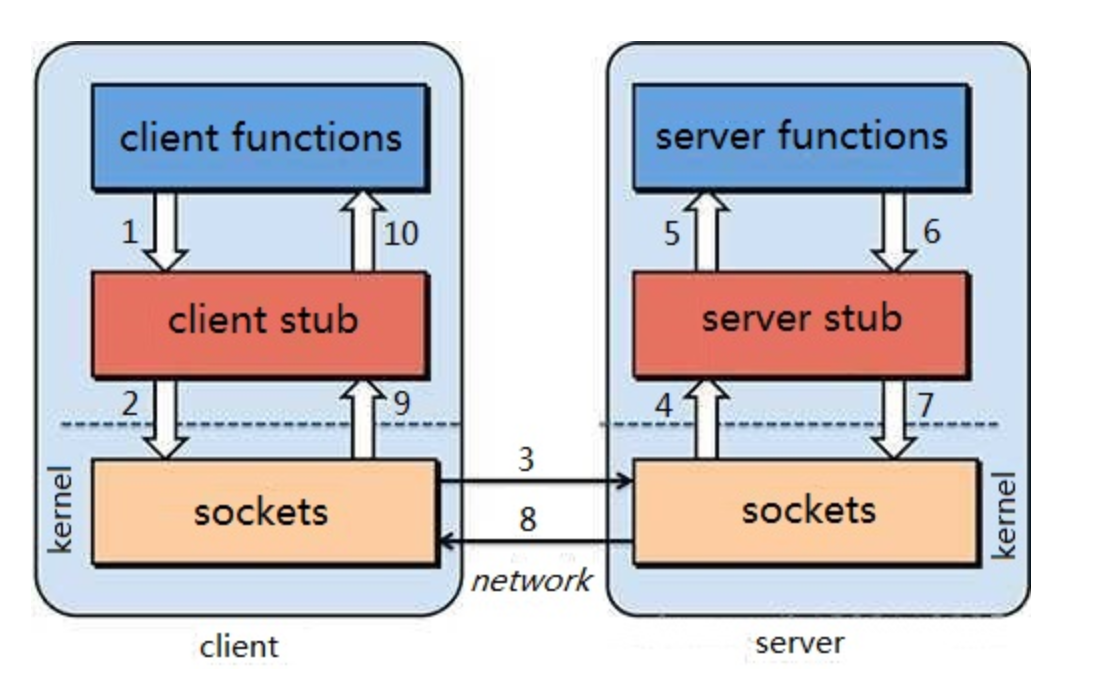 client functions
server functions
1
10
5
6
client stub
server stub
2
9
4
7
kernel
sockets
3
8
network
sockets
kernel
client
server